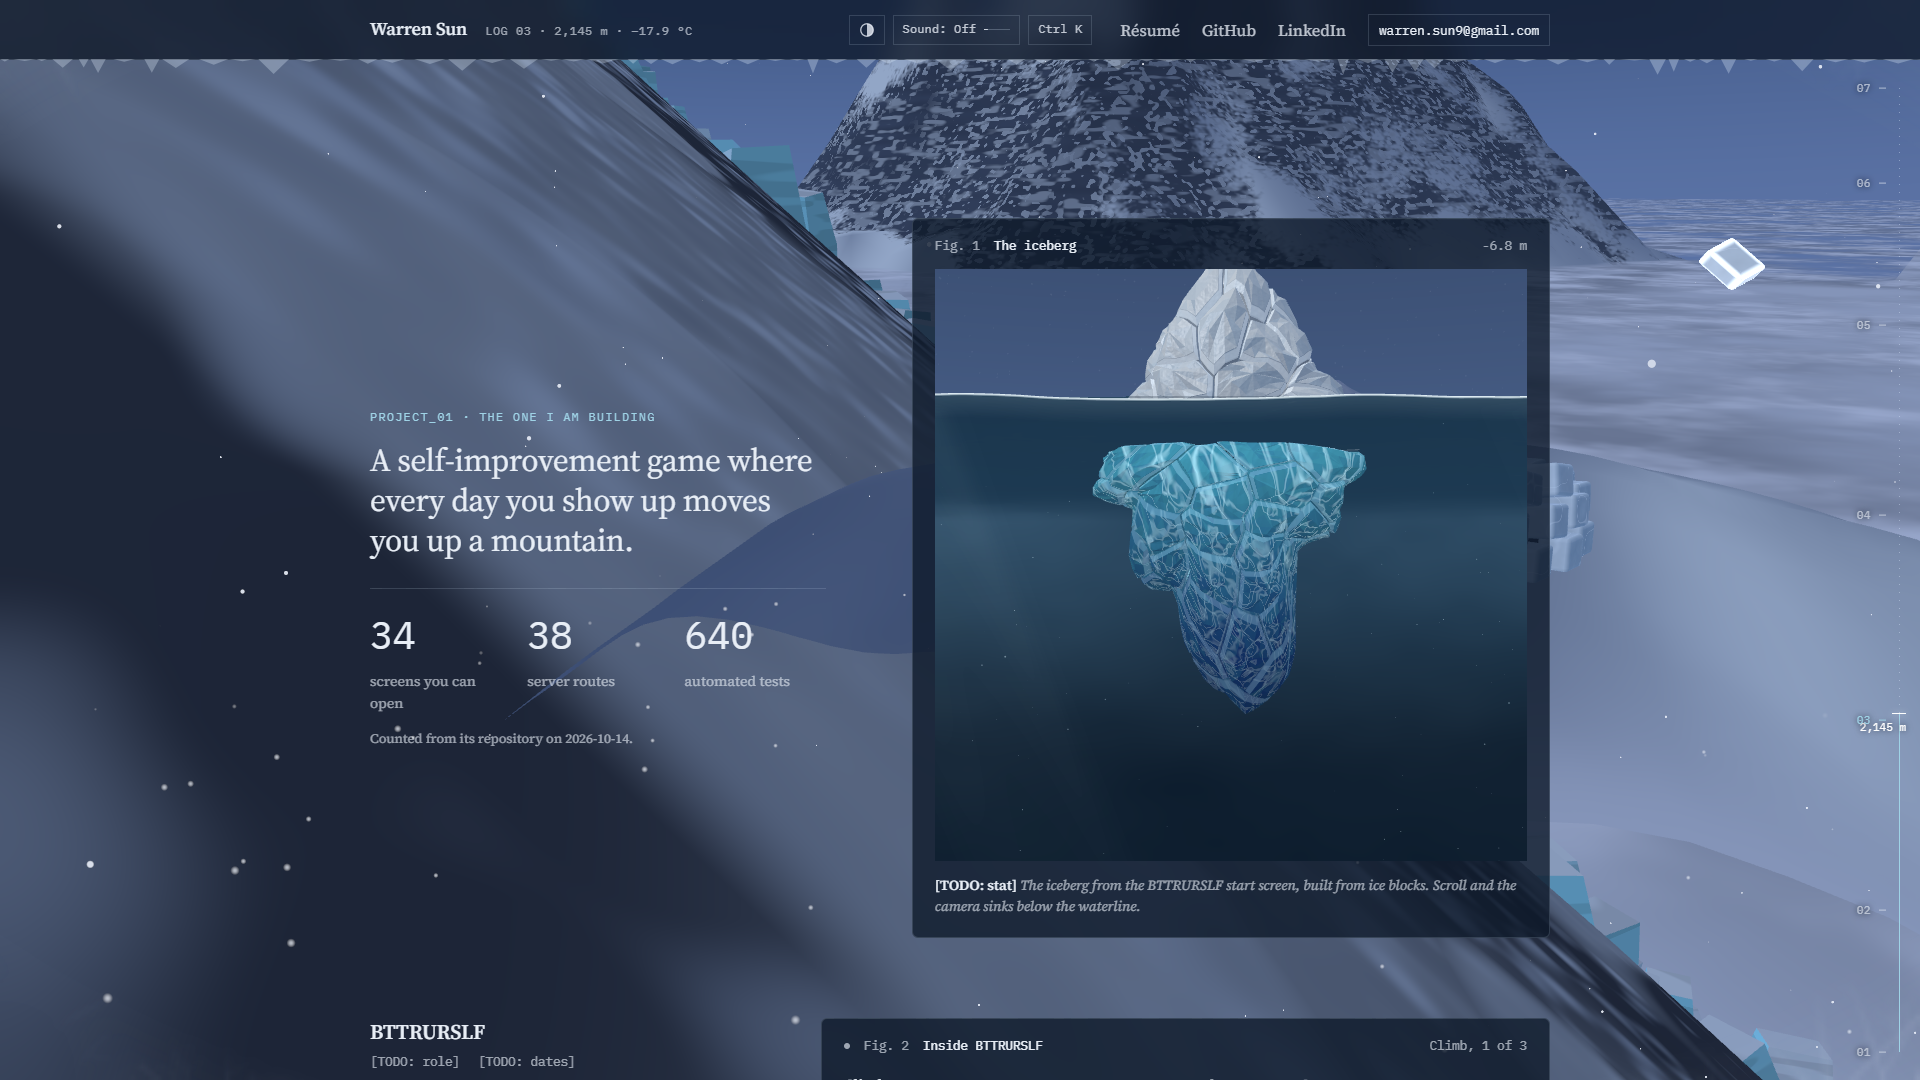 Warren Sun
LOG 03 · 2,145 m · −17.9 °C
Sound: Off
Ctrl K
Résumé
GitHub
LinkedIn
warren.sun9@gmail.com
07
06
05
04
03
2,145 m
02
01
PROJECT_01 · THE ONE I AM BUILDING
A self-improvement game where
every day you show up moves
you up a mountain.
34
screens you can
open
38
server routes
640
automated tests
Counted from its repository on 2026-10-14.
Fig. 1 The iceberg
-6.8 m
[TODO: stat] The iceberg from the BTTRURSLF start screen, built from ice blocks. Scroll and the
camera sinks below the waterline.
BTTRURSLF
[TODO: role] [TODO: dates]
Fig. 2 Inside BTTRURSLF
Climb, 1 of 3